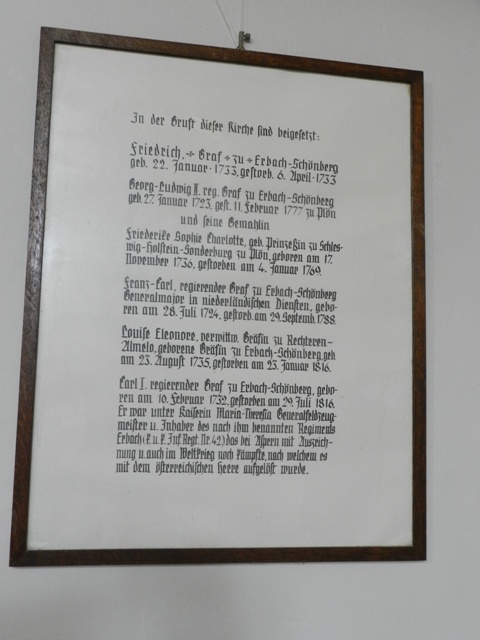 In der Gruft dieser Kirche sind beigesetzt:
Friedrich, ÷ Graf ÷ zu ÷ Erbach-Schönberg
geb. 22. Januar · 1733, gestorb. 6. April · 1733
Georg-Ludwig II. reg. Graf zu Erbach-Schönberg
geb. 27. Januar 1723, gest. 11. Februar 1777 zu Plön
und seine Gemahlin
Friederike Sophie Charlotte, geb. Prinzeßin zu Schles-
wig-Holstein-Sonderburg zu Plön, geboren am 17.
November 1736, gestorben am 4. Januar 1769.
Franz-Carl, regierender Graf zu Erbach-Schönberg
Generalmajor in niederländischen Diensten, gebo-
ren am 28. Juli 1724, gestorb. am 29. Septemb. 1788.
Louise Eleonore, verwittw. Gräfin zu Rechteren-
Almelo, geborene Gräfin zu Erbach-Schönberg, geb.
am 23. August 1735, gestorben am 23. Januar 1816.
Carl I. regierender Graf zu Erbach-Schönberg, gebo-
ren am 10. Februar 1732, gestorben am 29. Juli 1816.
Er war unter Kaiserin Maria-Theresia Generalfeldzeug-
meister u. Inhaber des nach ihm benannten Regiments
Erbach (k. u. k. Inf. Regt. Nr. 42) das bei Aspern mit Auszeich-
nung u. auch im Weltkrieg noch kämpfte, nach welchem es
mit dem österreichischen Heere aufgelöst wurde.